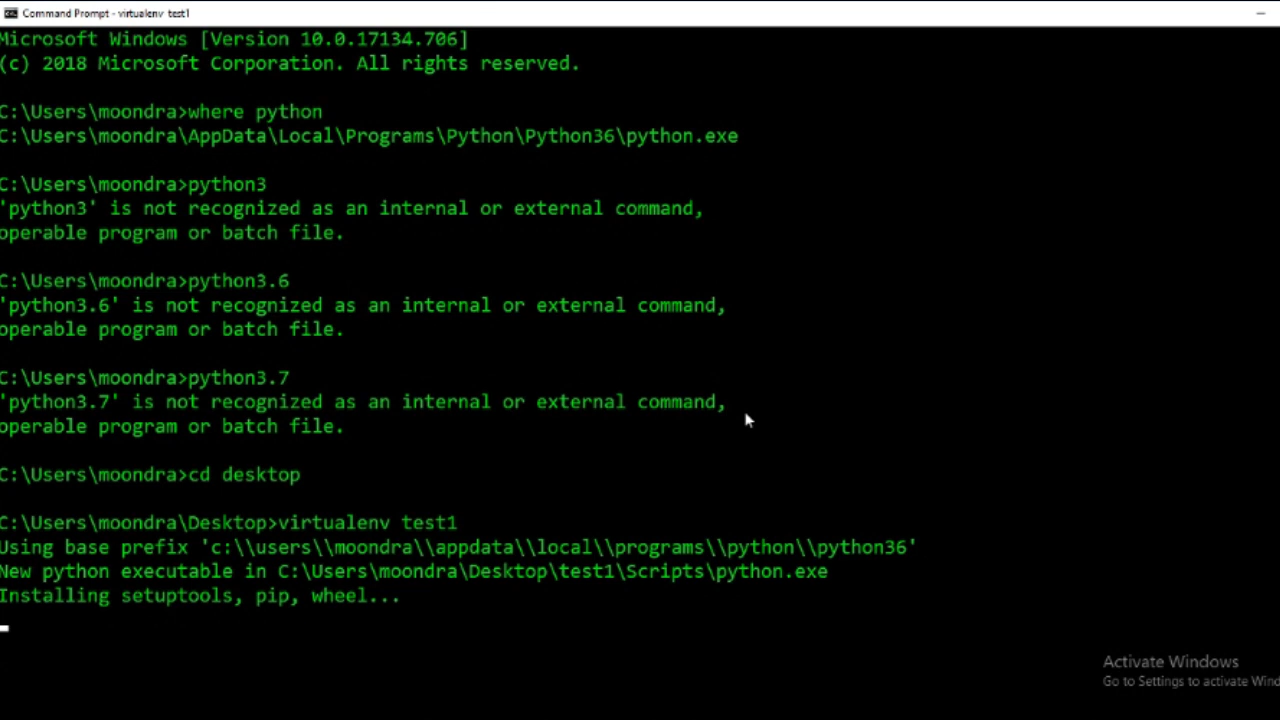 Command Prompt - virtualenv test1
Microsoft Windows [Version 10.0.17134.706]
(c) 2018 Microsoft Corporation. All rights reserved.
C:\Users\moondra>where python
C:\Users\moondra\AppData\Local\Programs\Python\Python36\python.exe
C:\Users\moondra>python3
'python3' is not recognized as an internal or external command,
operable program or batch file.
C:\Users\moondra>python3.6
'python3.6' is not recognized as an internal or external command,
operable program or batch file.
C:\Users\moondra>python3.7
'python3.7' is not recognized as an internal or external command,
operable program or batch file.
C:\Users\moondra>cd desktop
C:\Users\moondra\Desktop>virtualenv test1
Using base prefix 'c:\\users\\moondra\\appdata\\local\\programs\\python\\python36'
New python executable in C:\Users\moondra\Desktop\test1\Scripts\python.exe
Installing setuptools, pip, wheel...
Activate Windows
Go to Settings to activate Wind